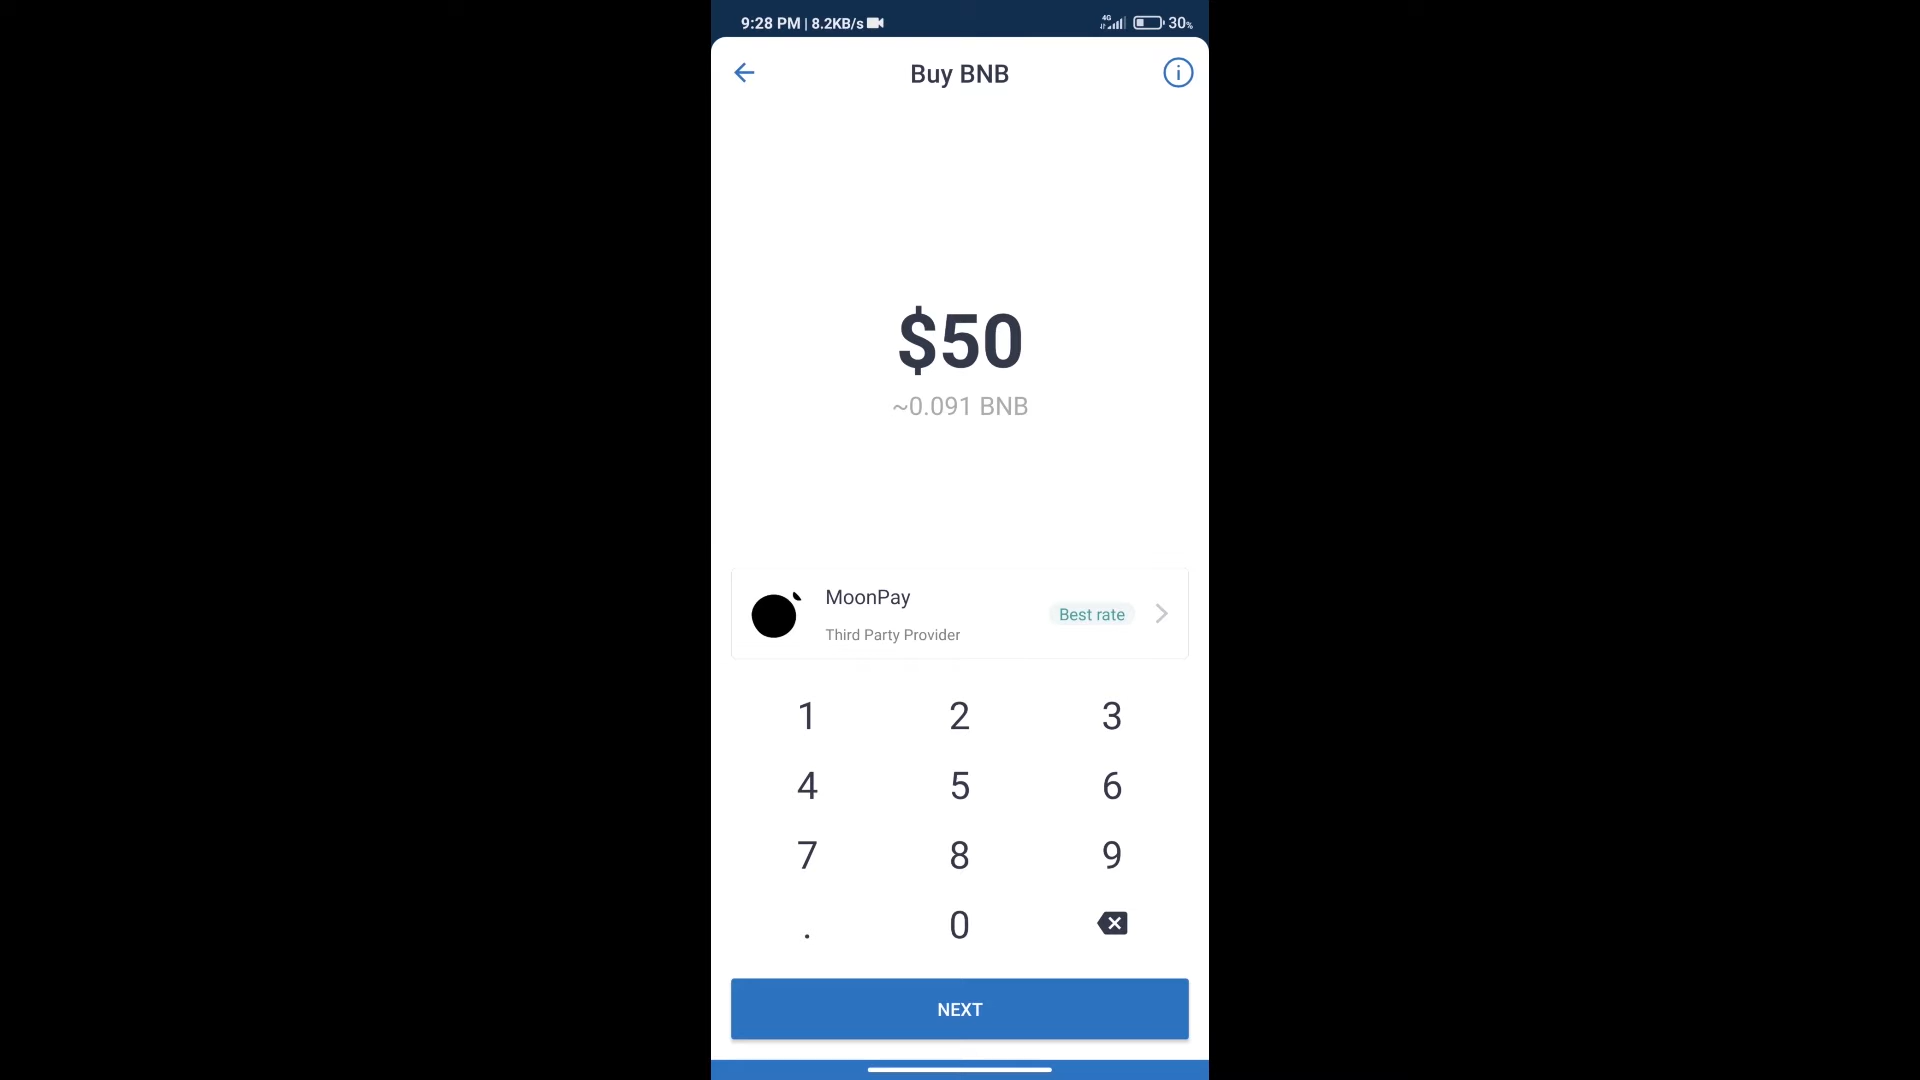 9:28 PM | 8.2KB/s 4G 30%
Buy BNB
$50
~0.091 BNB
MoonPay
Third Party Provider
Best rate
1 2 3
4 5 6
7 8 9
. 0
NEXT